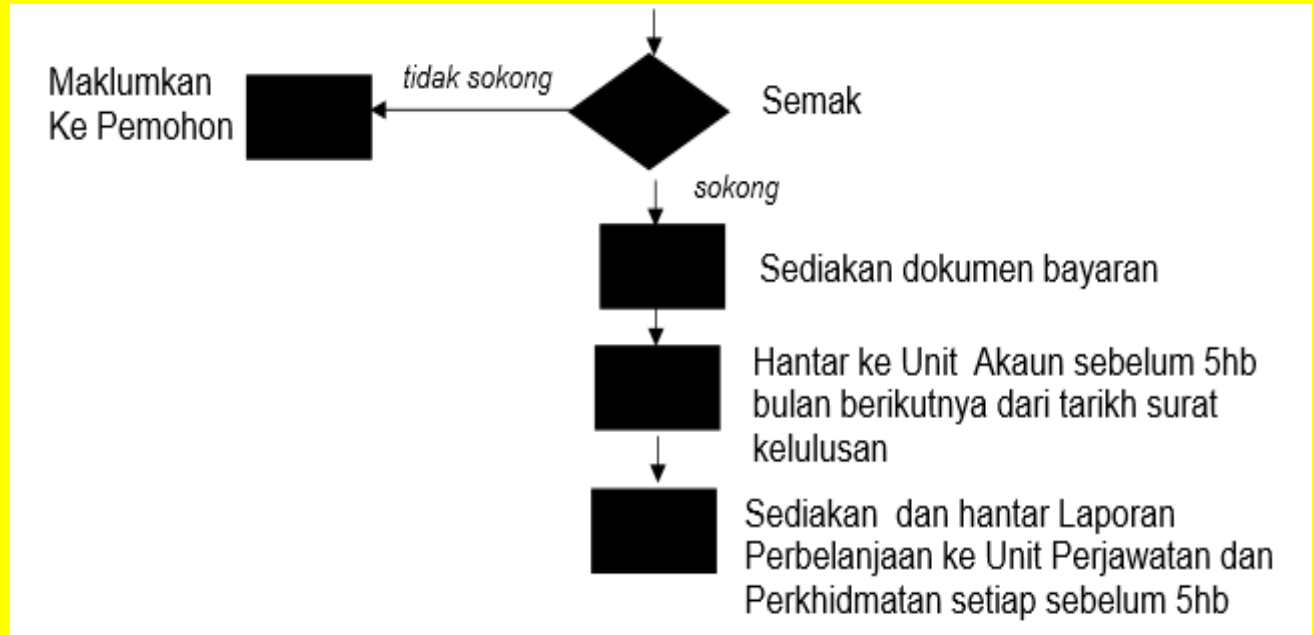 Maklumkan
Ke Pemohon
tidak sokong
Semak
sokong
Sediakan dokumen bayaran
Hantar ke Unit Akaun sebelum 5hb
bulan berikutnya dari tarikh surat
kelulusan
Sediakan dan hantar Laporan
Perbelanjaan ke Unit Perjawatan dan
Perkhidmatan setiap sebelum 5hb